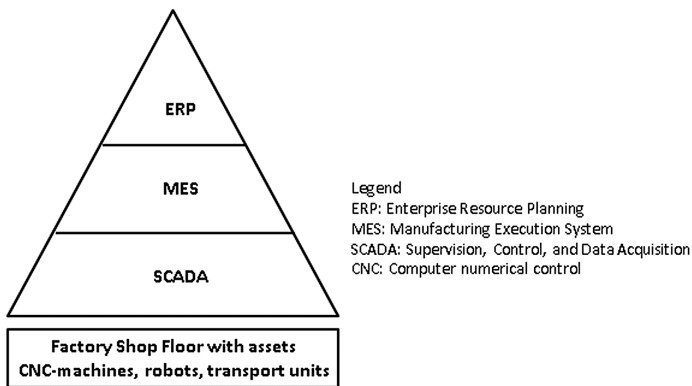 ERP
MES
SCADA
Factory Shop Floor with assets
CNC-machines, robots, transport units
Legend
ERP: Enterprise Resource Planning
MES: Manufacturing Execution System
SCADA: Supervision, Control, and Data Acquisition
CNC: Computer numerical control